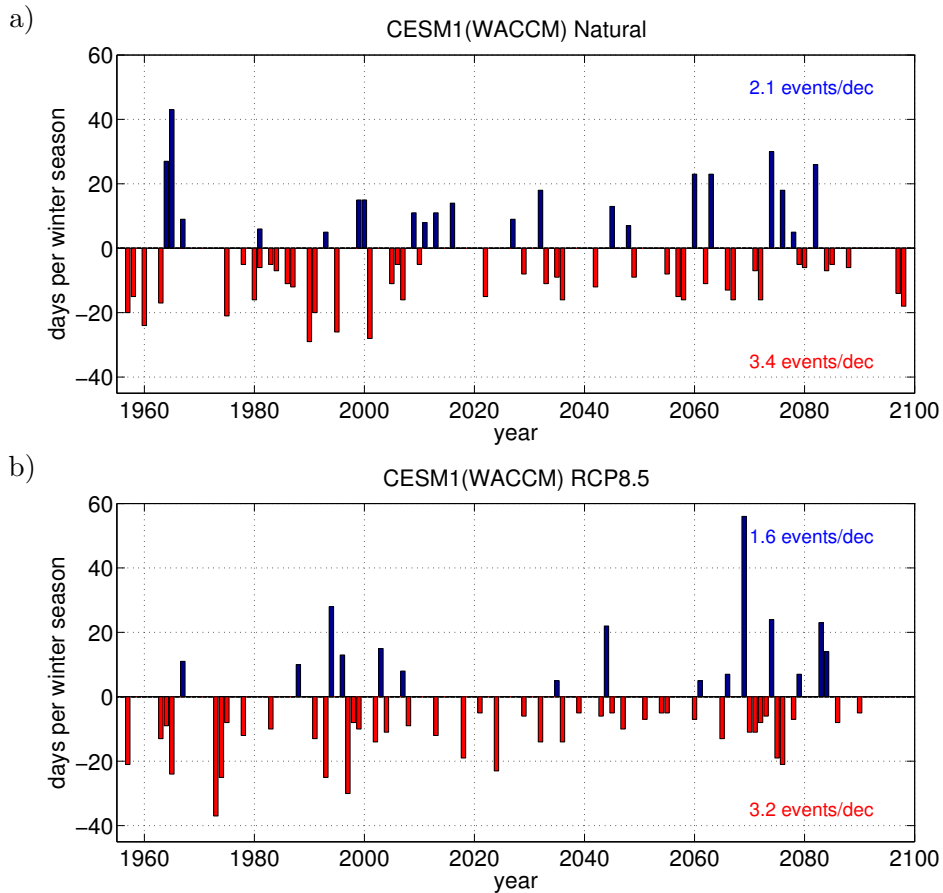 a)
CESM1(WACCM) Natural
60
40
20
0
−20
−40
days per winter season
2.1 events/dec
3.4 events/dec
1960 1980 2000 2020 2040 2060 2080 2100
year
b)
CESM1(WACCM) RCP8.5
60
40
20
0
−20
−40
days per winter season
1.6 events/dec
3.2 events/dec
1960 1980 2000 2020 2040 2060 2080 2100
year